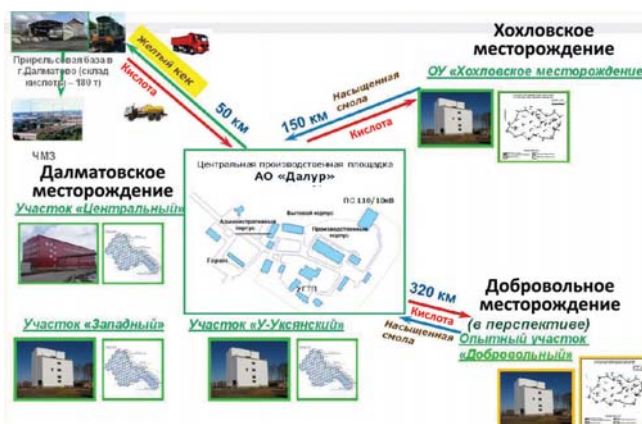 Прирельсовая база в
г.Далматово (склад
кислоты – 180 т)
ЧМЗ
Желтый кек
Кислота
50 км
Хохловское
месторождение
ОУ «Хохловское месторождение
Насыщенная
смола
150 км
Кислота
Центральная производственная площадка
АО «Далур»
ПС 110/10кВ
Бытовой корпус
Административный
корпус
Производственный
корпус
Гараж
Далматовское
месторождение
Участок «Центральный»
Участок «Западный»
Участок «У-Уксянский»
320 км
Кислота
Насыщенная
смола
Добровольное
месторождение
(в перспективе)
Опытный участок
«Добровольный»